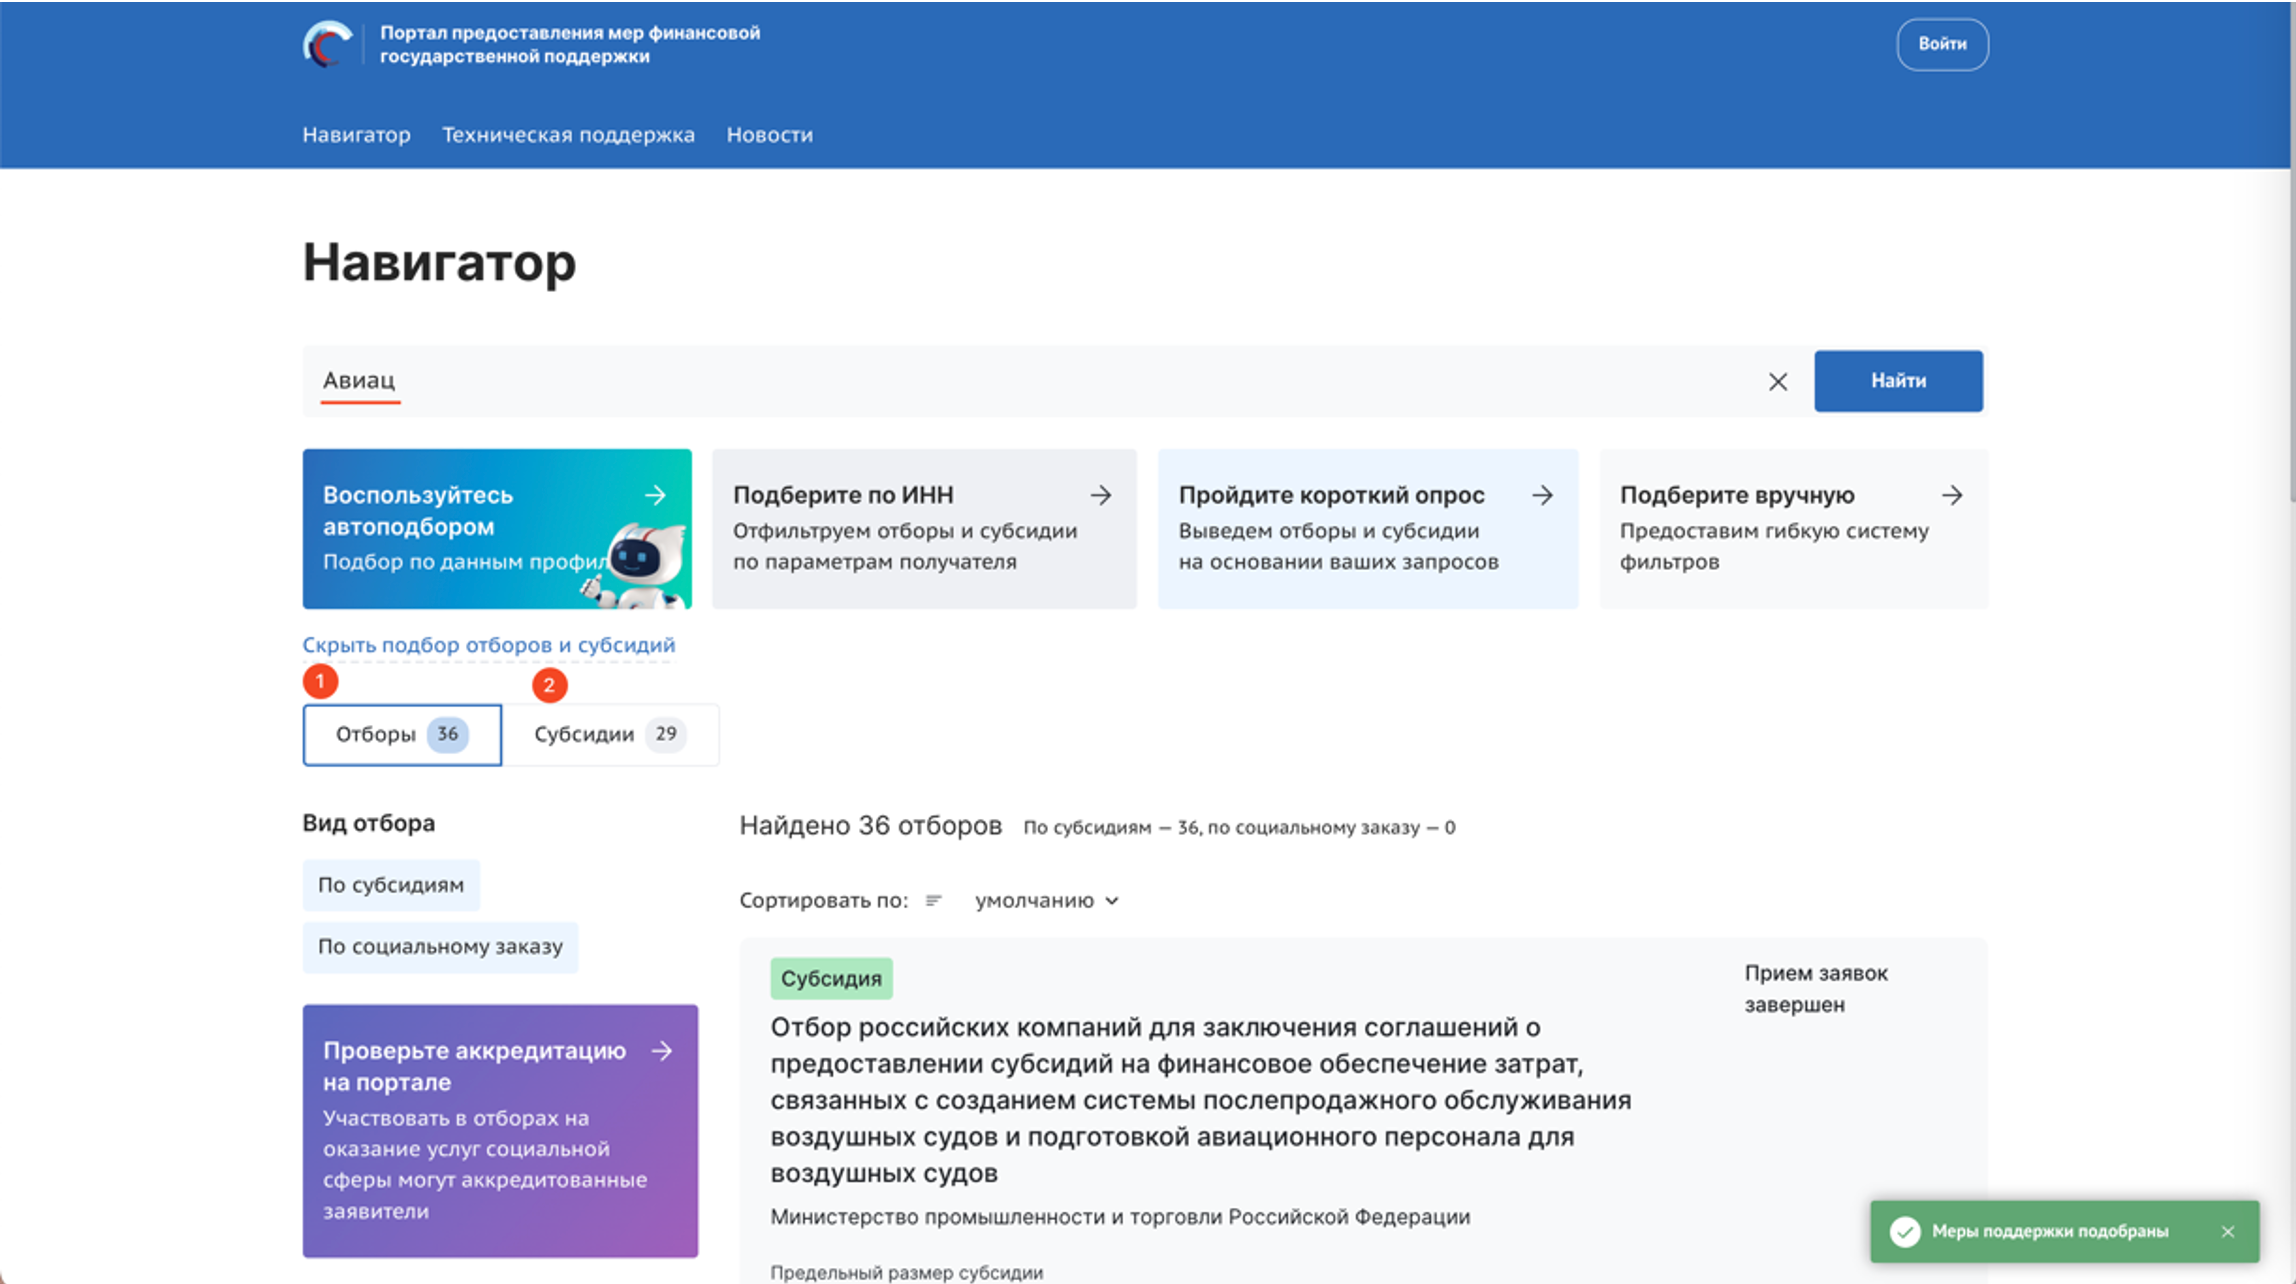 Портал предоставления мер финансовой
государственной поддержки
Войти
Навигатор Техническая поддержка Новости
Навигатор
Авиац
Найти
Воспользуйтесь
автоподбором
Подбор по данным профил
Подберите по ИНН
Отфильтруем отборы и субсидии
по параметрам получателя
Пройдите короткий опрос
Выведем отборы и субсидии
на основании ваших запросов
Подберите вручную
Предоставим гибкую систему
фильтров
Скрыть подбор отборов и субсидий
1 2
Отборы 36 Субсидии 29
Вид отбора
По субсидиям
По социальному заказу
Проверьте аккредитацию
на портале
Участвовать в отборах на
оказание услуг социальной
сферы могут аккредитованные
заявители
Найдено 36 отборов По субсидиям – 36, по социальному заказу – 0
Сортировать по: умолчанию
Субсидия
Прием заявок
завершен
Отбор российских компаний для заключения соглашений о
предоставлении субсидий на финансовое обеспечение затрат,
связанных с созданием системы послепродажного обслуживания
воздушных судов и подготовкой авиационного персонала для
воздушных судов
Министерство промышленности и торговли Российской Федерации
Предельный размер субсидии
Меры поддержки подобраны